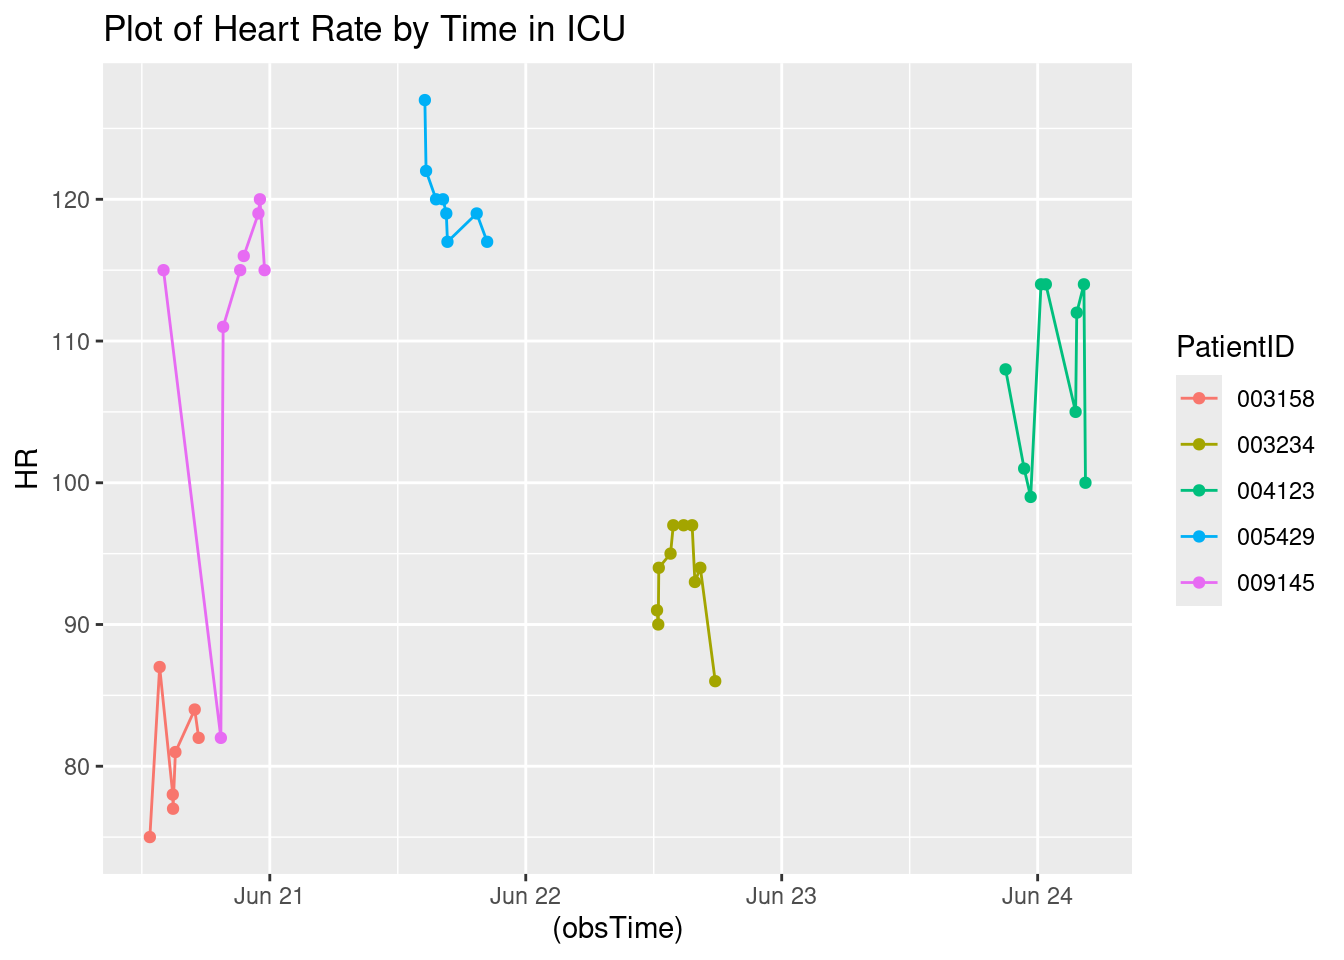 Plot of Heart Rate by Time in ICU
120
110
100
90
80
HR
Jun 21
Jun 22
Jun 23
Jun 24
(obsTime)
PatientID
003158
003234
004123
005429
009145